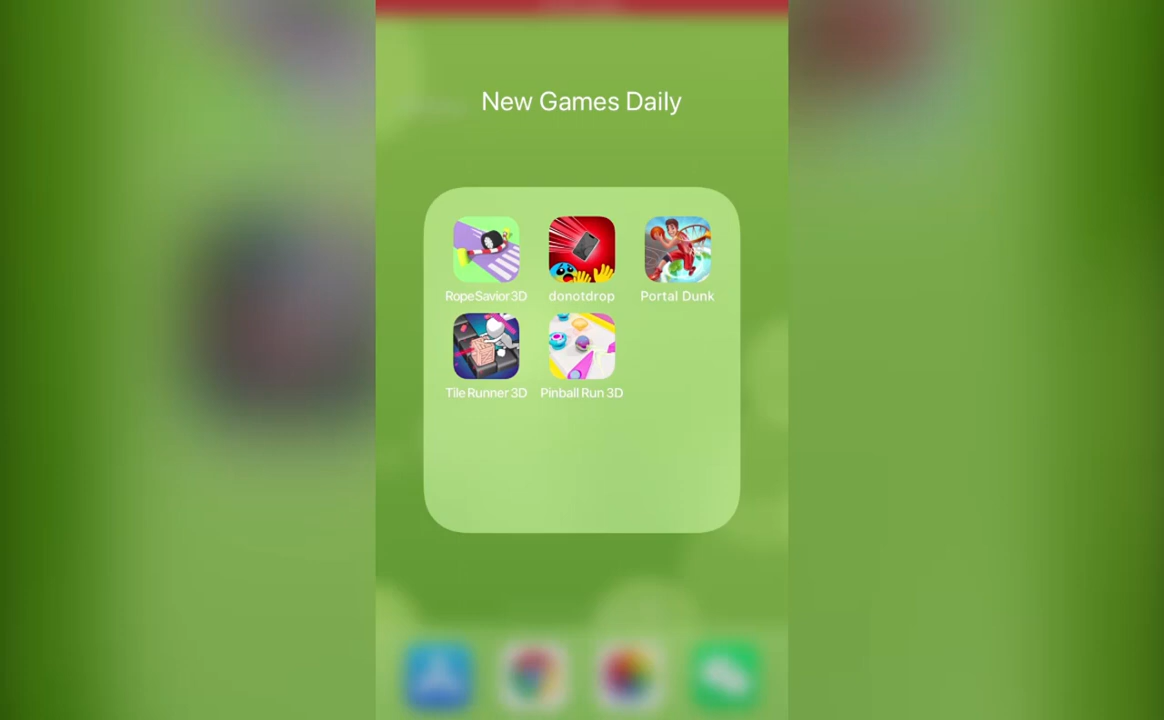 New Games Daily
RopeSavior3D
donotdrop
Portal Dunk
Tile Runner 3D
Pinball Run 3D